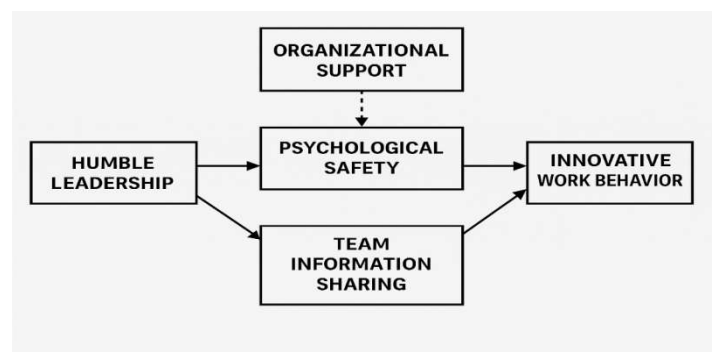 ORGANIZATIONAL
SUPPORT
HUMBLE
LEADERSHIP
PSYCHOLOGICAL
SAFETY
INNOVATIVE
WORK BEHAVIOR
TEAM
INFORMATION
SHARING